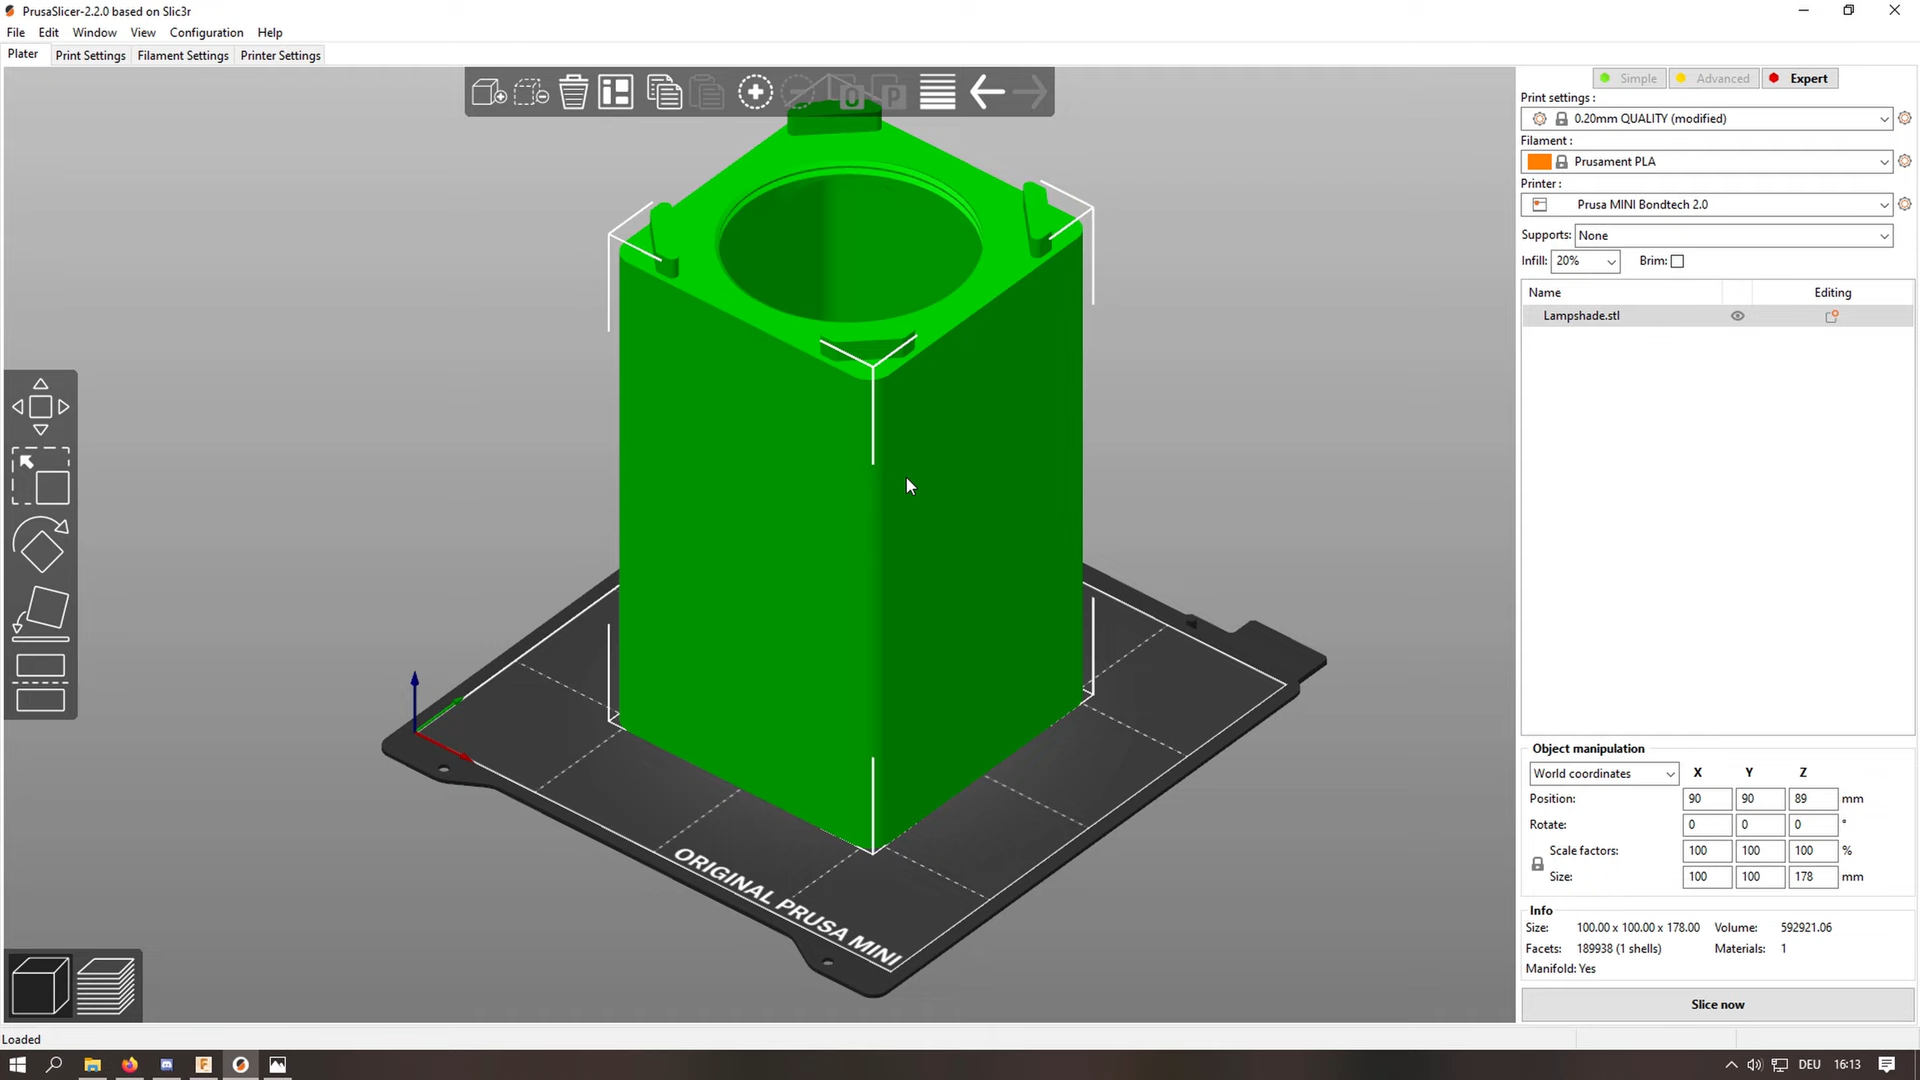 PrusaSlicer-2.2.0 based on Slic3r
File Edit Window View Configuration Help
Plater Print Settings Filament Settings Printer Settings
Simple Advanced Expert
Print settings :
0.20mm QUALITY (modified)
Filament :
Prusament PLA
Printer :
Prusa MINI Bondtech 2.0
Supports: None
Infill: 20% Brim:
Name Editing
Lampshade.stl
O P
ORIGINAL PRUSA MINI
Object manipulation
World coordinates X Y Z
Position: 90 90 89 mm
Rotate: 0 0 0 °
Scale factors: 100 100 100 %
Size: 100 100 178 mm
Info
Size: 100.00 x 100.00 x 178.00 Volume: 592921.06
Facets: 189938 (1 shells) Materials: 1
Manifold: Yes
Slice now
Loaded
DEU 16:13